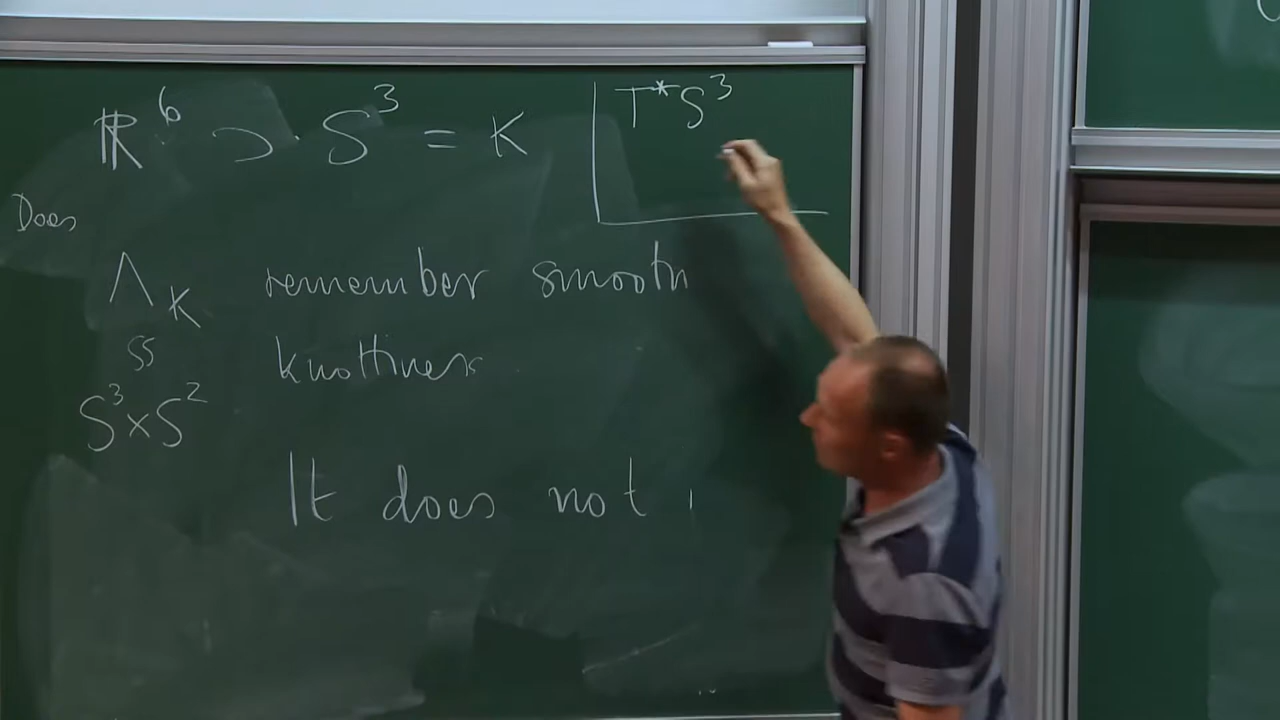 ℝ⁶ ⊃ S³ = K
T*S³
Does
Λ_K remember smooth
knottiness
S³×S²
It does not